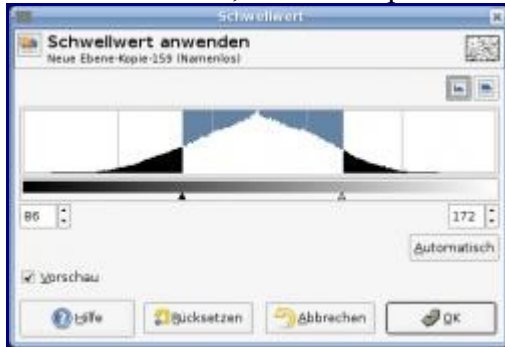 Schwellwert
Schwellwert anwenden
Neue Ebene-Kopie-159 (Namenlos)
86
172
Automatisch
Vorschau
Hilfe
Rücksetzen
Abbrechen
OK